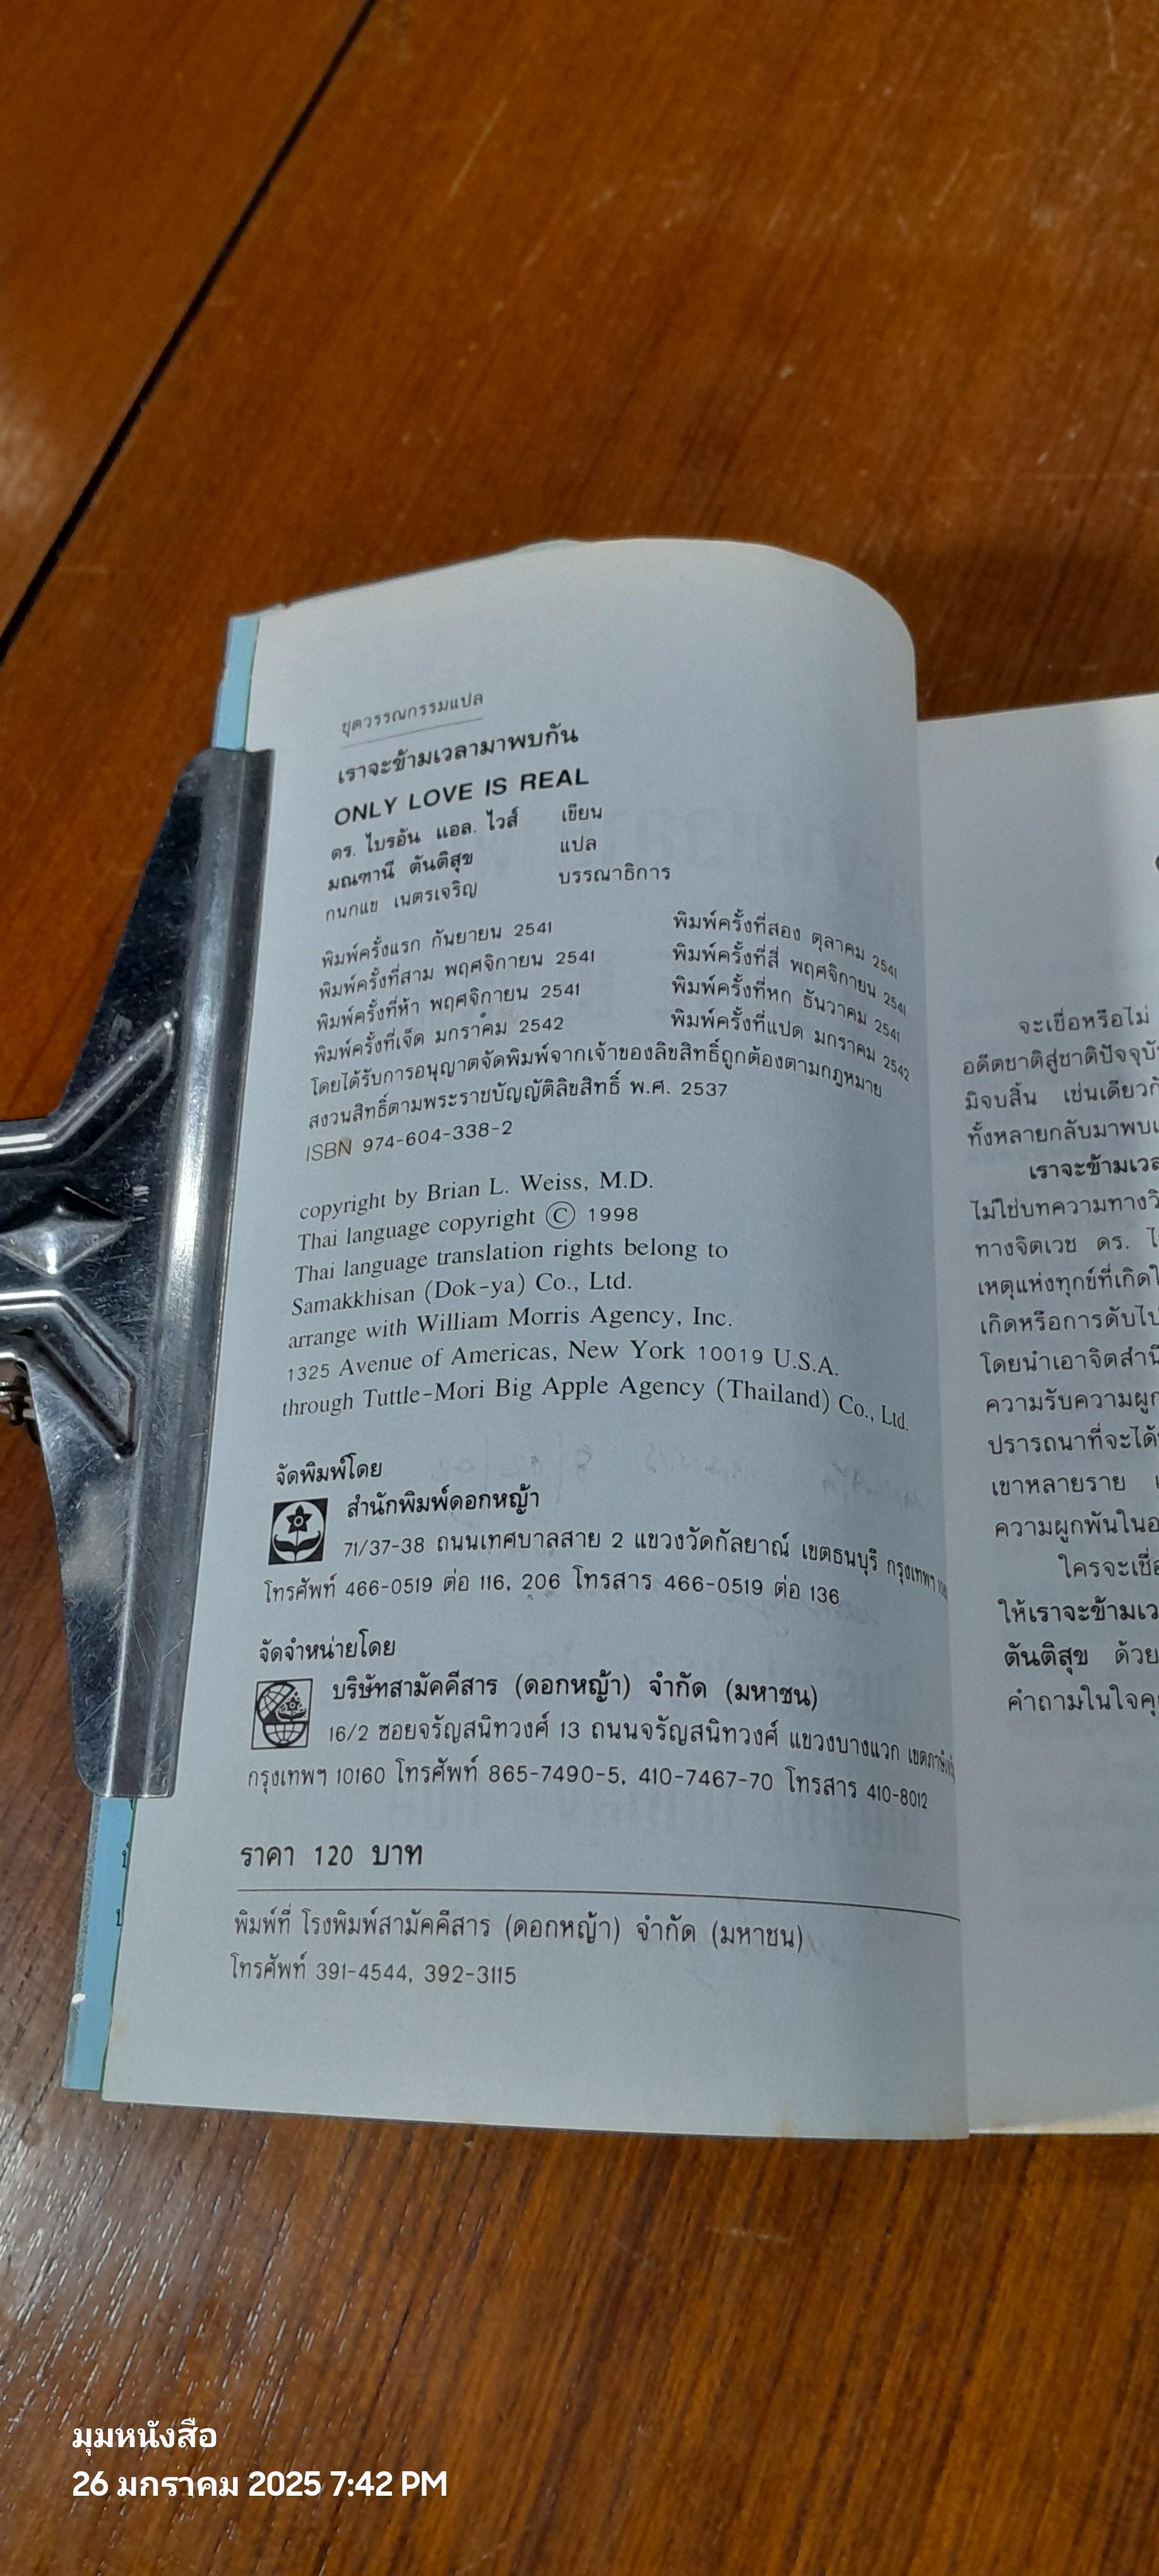 ชุดวรรณกรรมแปล
เราจะข้ามเวลามาพบกัน
ONLY LOVE IS REAL
ดร. ไบรอัน แอล. ไวส์ เขียน
มณฑานี ตันติสุข แปล
กนกแข เนตรเจริญ บรรณาธิการ
พิมพ์ครั้งแรก กันยายน 2541 พิมพ์ครั้งที่สอง ตุลาคม 2541
พิมพ์ครั้งที่สาม พฤศจิกายน 2541 พิมพ์ครั้งที่สี่ พฤศจิกายน 2541
พิมพ์ครั้งที่ห้า พฤศจิกายน 2541 พิมพ์ครั้งที่หก ธันวาคม 2541
พิมพ์ครั้งที่เจ็ด มกราคม 2542 พิมพ์ครั้งที่แปด มกราคม 2542
โดยได้รับการอนุญาตจัดพิมพ์จากเจ้าของลิขสิทธิ์ถูกต้องตามกฎหมาย
สงวนสิทธิ์ตามพระราชบัญญัติลิขสิทธิ์ พ.ศ. 2537
ISBN 974-604-338-2
copyright by Brian L. Weiss, M.D.
Thai language copyright © 1998
Thai language translation rights belong to
Samakkhisan (Dok-ya) Co., Ltd.
arrange with William Morris Agency, Inc.
1325 Avenue of Americas, New York 10019 U.S.A.
through Tuttle-Mori Big Apple Agency (Thailand) Co., Ltd.
จัดพิมพ์โดย
สำนักพิมพ์ดอกหญ้า
71/37-38 ถนนเทศบาลสาย 2 แขวงวัดกัลยาณ์ เขตธนบุรี กรุงเทพฯ
โทรศัพท์ 466-0519 ต่อ 116, 206 โทรสาร 466-0519 ต่อ 136
จัดจำหน่ายโดย
บริษัทสามัคคีสาร (ดอกหญ้า) จำกัด (มหาชน)
16/2 ซอยจรัญสนิทวงศ์ 13 ถนนจรัญสนิทวงศ์ แขวงบางแวก
กรุงเทพฯ 10160 โทรศัพท์ 865-7490-5, 410-7467-70 โทรสาร 410-8012
ราคา 120 บาท
พิมพ์ที่ โรงพิมพ์สามัคคีสาร (ดอกหญ้า) จำกัด (มหาชน)
โทรศัพท์ 391-4544, 392-3115
จะเชื่อหรือไม่
อดีตชาติสู่ชาติปัจจุบั
มิจบสิ้น เช่นเดียวกั
ทั้งหลายกลับมาพบ
เราจะข้ามเวล
ไม่ใช่บทความทางวิ
ทางจิตเวช ดร.
เหตุแห่งทุกข์ที่เกิด
เกิดหรือการดับไป
โดยนำเอาจิตสำนึ
ความรับความผูก
ปรารถนาที่จะได้
เขาหลายราย
ความผูกพันในอ
ใครจะเชื่อ
ให้เราจะข้ามเว
ตันติสุข ด้วย
คำถามในใจคุ
มุมหนังสือ
26 มกราคม 2025 7:42 PM